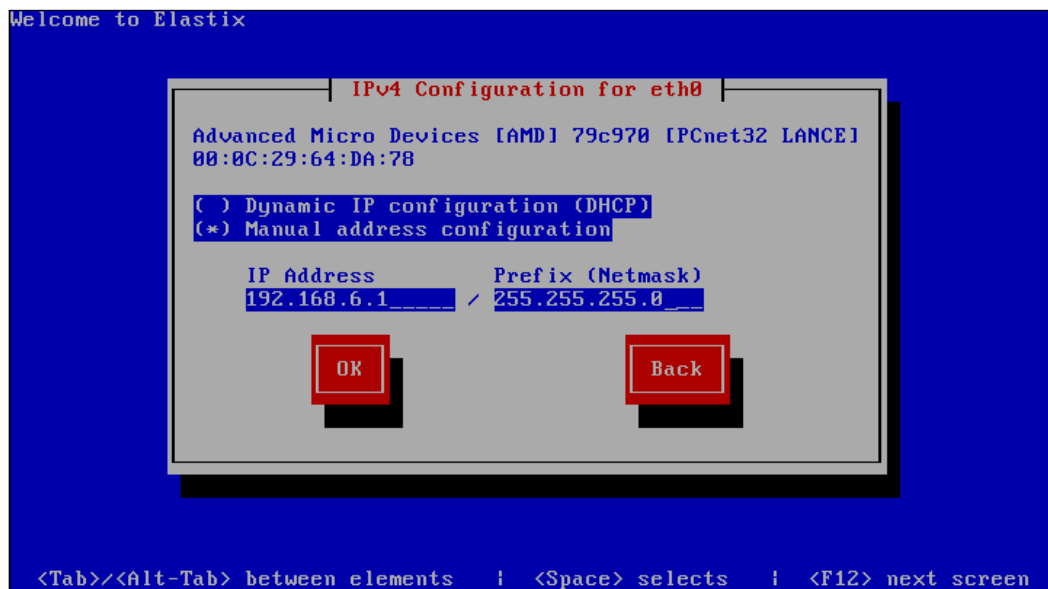 Welcome to Elastix
IPv4 Configuration for eth0
Advanced Micro Devices [AMD] 79c970 [PCnet32 LANCE]
00:0C:29:64:DA:78
( ) Dynamic IP configuration (DHCP)
(*) Manual address configuration
IP Address Prefix (Netmask)
192.168.6.1_____ / 255.255.255.0___
OK Back
<Tab>/<Alt-Tab> between elements | <Space> selects | <F12> next screen